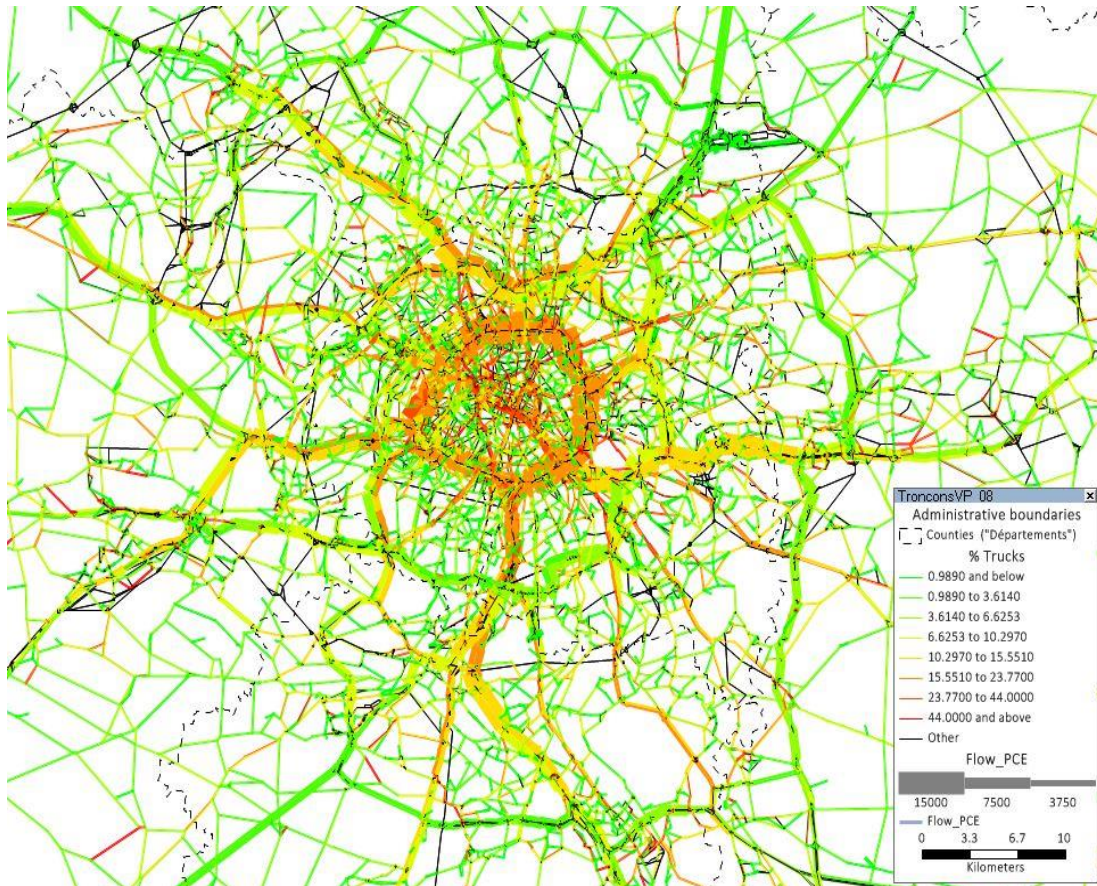 TronconsVP_08
Administrative boundaries
Counties ("Départements")
% Trucks
0.9890 and below
0.9890 to 3.6140
3.6140 to 6.6253
6.6253 to 10.2970
10.2970 to 15.5510
15.5510 to 23.7700
23.7700 to 44.0000
44.0000 and above
Other
Flow_PCE
15000 7500 3750
Flow_PCE
0 3.3 6.7 10
Kilometers